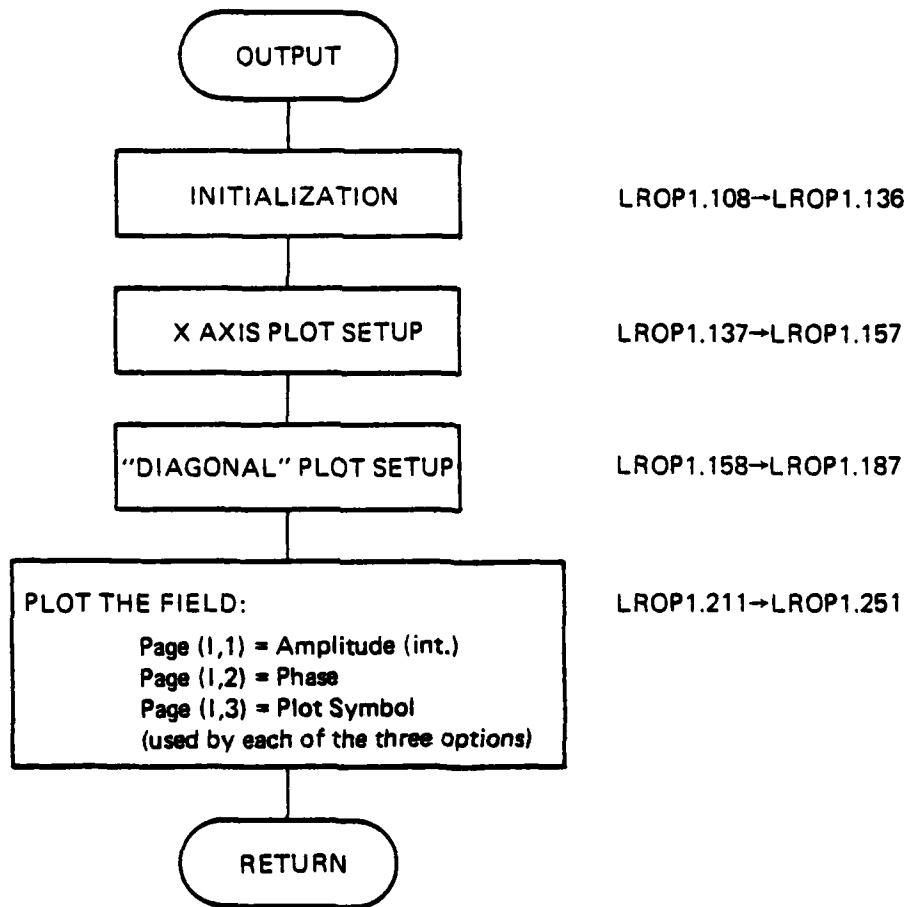 OUTPUT
INITIALIZATION
LROP1.108→LROP1.136
X AXIS PLOT SETUP
LROP1.137→LROP1.157
"DIAGONAL" PLOT SETUP
LROP1.158→LROP1.187
PLOT THE FIELD:
LROP1.211→LROP1.251
Page (I,1) = Amplitude (int.)
Page (I,2) = Phase
Page (I,3) = Plot Symbol
(used by each of the three options)
RETURN